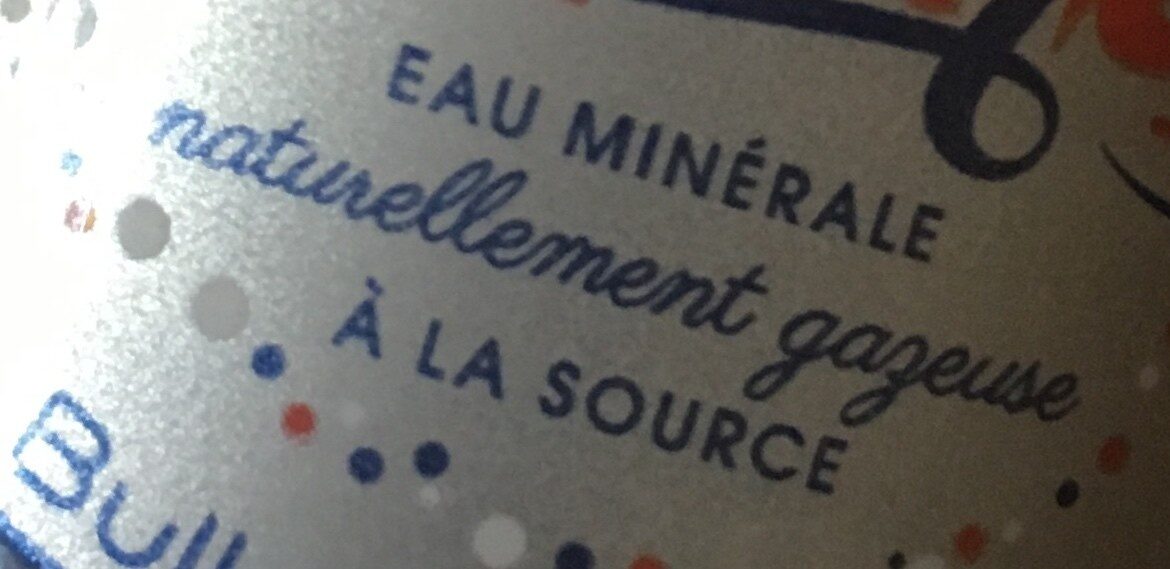 EAU MINÉRALE
naturellement gazeuse
À LA SOURCE